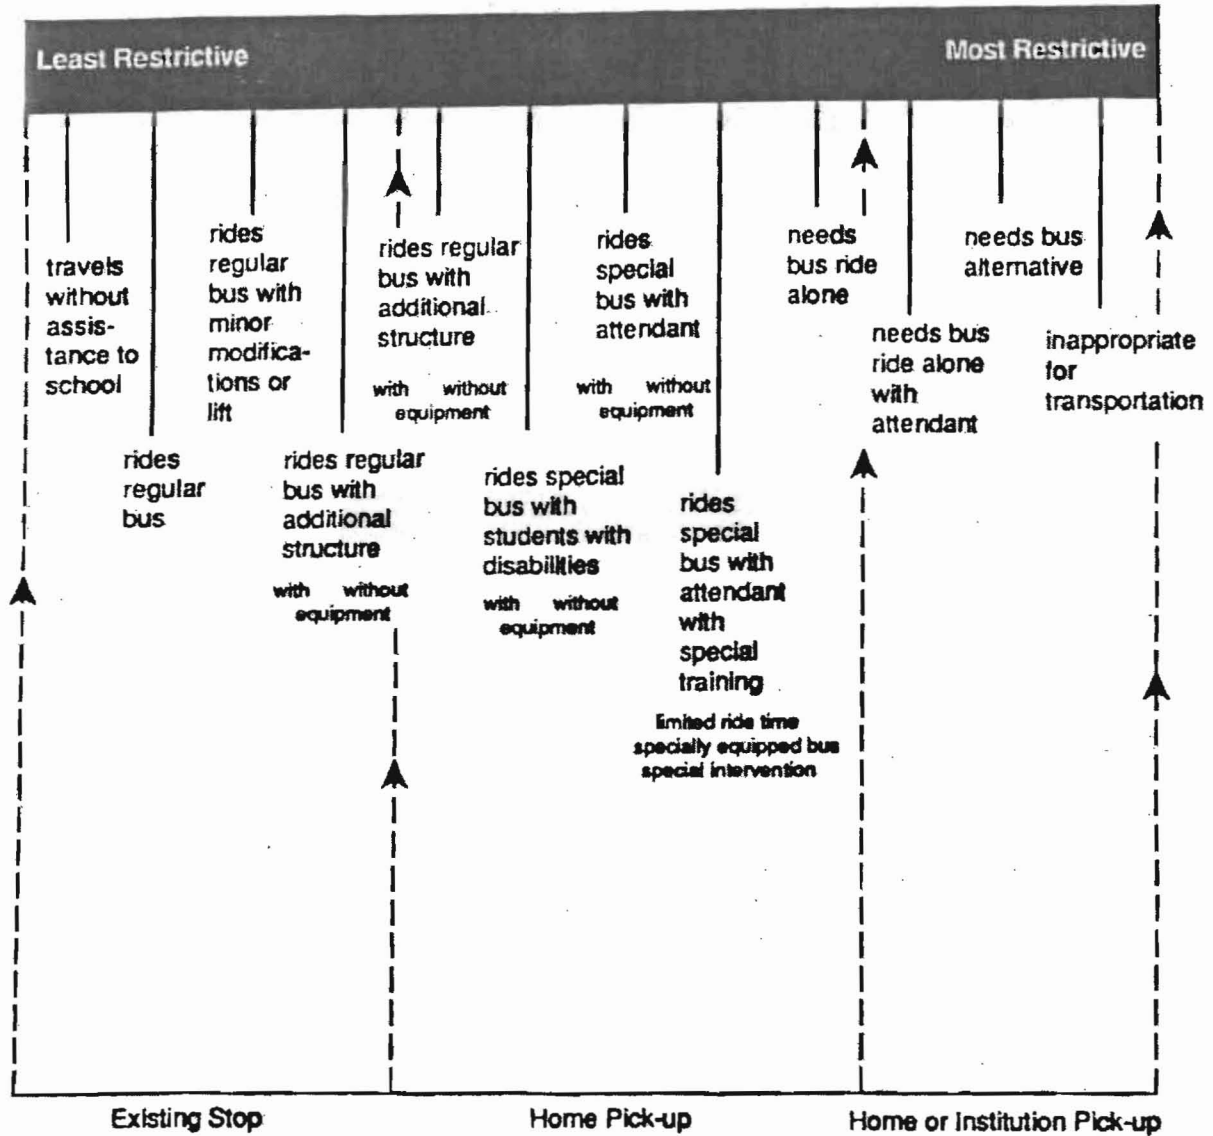 Least Restrictive
Most Restrictive
travels
without
assis-
tance to
school
rides
regular
bus
rides
regular
bus with
minor
modifica-
tions or
lift
rides regular
bus with
additional
structure
with without
equipment
rides regular
bus with
additional
structure
with without
equipment
rides special
bus with
students with
disabilities
with without
equipment
rides
special
bus with
attendant
with without
equipment
rides
special
bus with
attendant
with
special
training
limited ride time
specially equipped bus
special intervention
needs
bus ride
alone
needs bus
ride alone
with
attendant
needs bus
alternative
inappropriate
for
transportation
Existing Stop
Home Pick-up
Home or Institution Pick-up